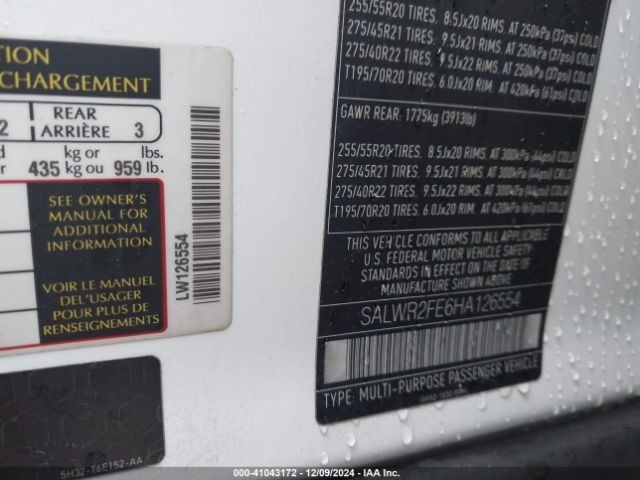 TION
CHARGEMENT
2 REAR ARRIÈRE 3
kg or lbs.
r 435 kg ou 959 lb.
SEE OWNER'S
MANUAL FOR
ADDITIONAL
INFORMATION
VOIR LE MANUEL
DE L'USAGER
POUR PLUS DE
RENSEIGNEMENTS
LW126554
5H32-16E152-AA
255/55R20 TIRES. 8.5Jx20 RIMS. AT 250kPa (37psi) COLD
275/45R21 TIRES. 9.5Jx21 RIMS. AT 250kPa (37psi) COLD
275/40R22 TIRES. 9.5Jx22 RIMS. AT 250kPa (37psi) COLD
T195/70R20 TIRES. 6.0Jx20 RIM. AT 420kPa (61psi) COLD
GAWR REAR: 1775kg (3913lb)
255/55R20 TIRES. 8.5Jx20 RIMS. AT 300kPa (44psi) COLD
275/45R21 TIRES. 9.5Jx21 RIMS. AT 300kPa (44psi) COLD
275/40R22 TIRES. 9.5Jx22 RIMS. AT 300kPa (44psi) COLD
T195/70R20 TIRES. 6.0Jx20 RIM. AT 420kPa (61psi) COLD
THIS VEHICLE CONFORMS TO ALL APPLICABLE
U.S. FEDERAL MOTOR VEHICLE SAFETY
STANDARDS IN EFFECT ON THE DATE OF
MANUFACTURE SHOWN ABOVE.
SALWR2FE6HA126554
TYPE: MULTI-PURPOSE PASSENGER VEHICLE
000-41043172 - 12/09/2024 - IAAI.COM